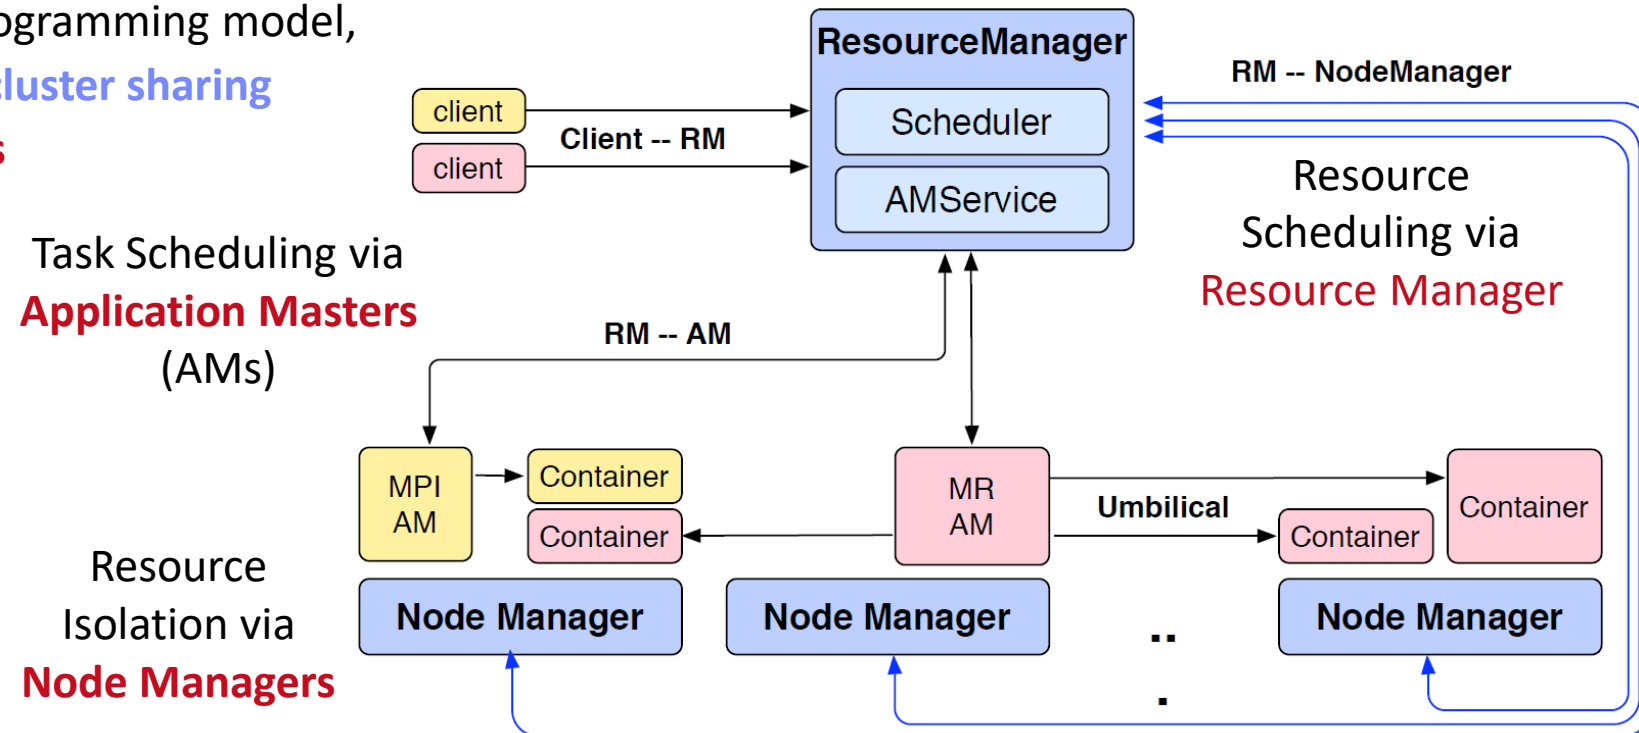 ogramming model,
cluster sharing
s
Task Scheduling via
Application Masters
(AMs)
Resource
Isolation via
Node Managers
client
client
Client -- RM
ResourceManager
Scheduler
AMService
RM -- NodeManager
Resource
Scheduling via
Resource Manager
RM -- AM
MPI
AM
Container
Container
MR
AM
Umbilical
Container
Container
Node Manager
Node Manager
..
.
Node Manager